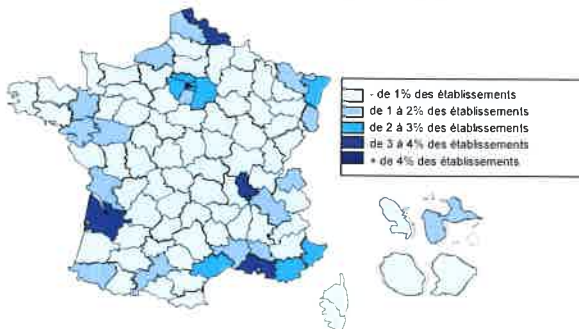 - de 1% des établissements
de 1 à 2% des établissements
de 2 à 3% des établissements
de 3 à 4% des établissements
+ de 4% des établissements